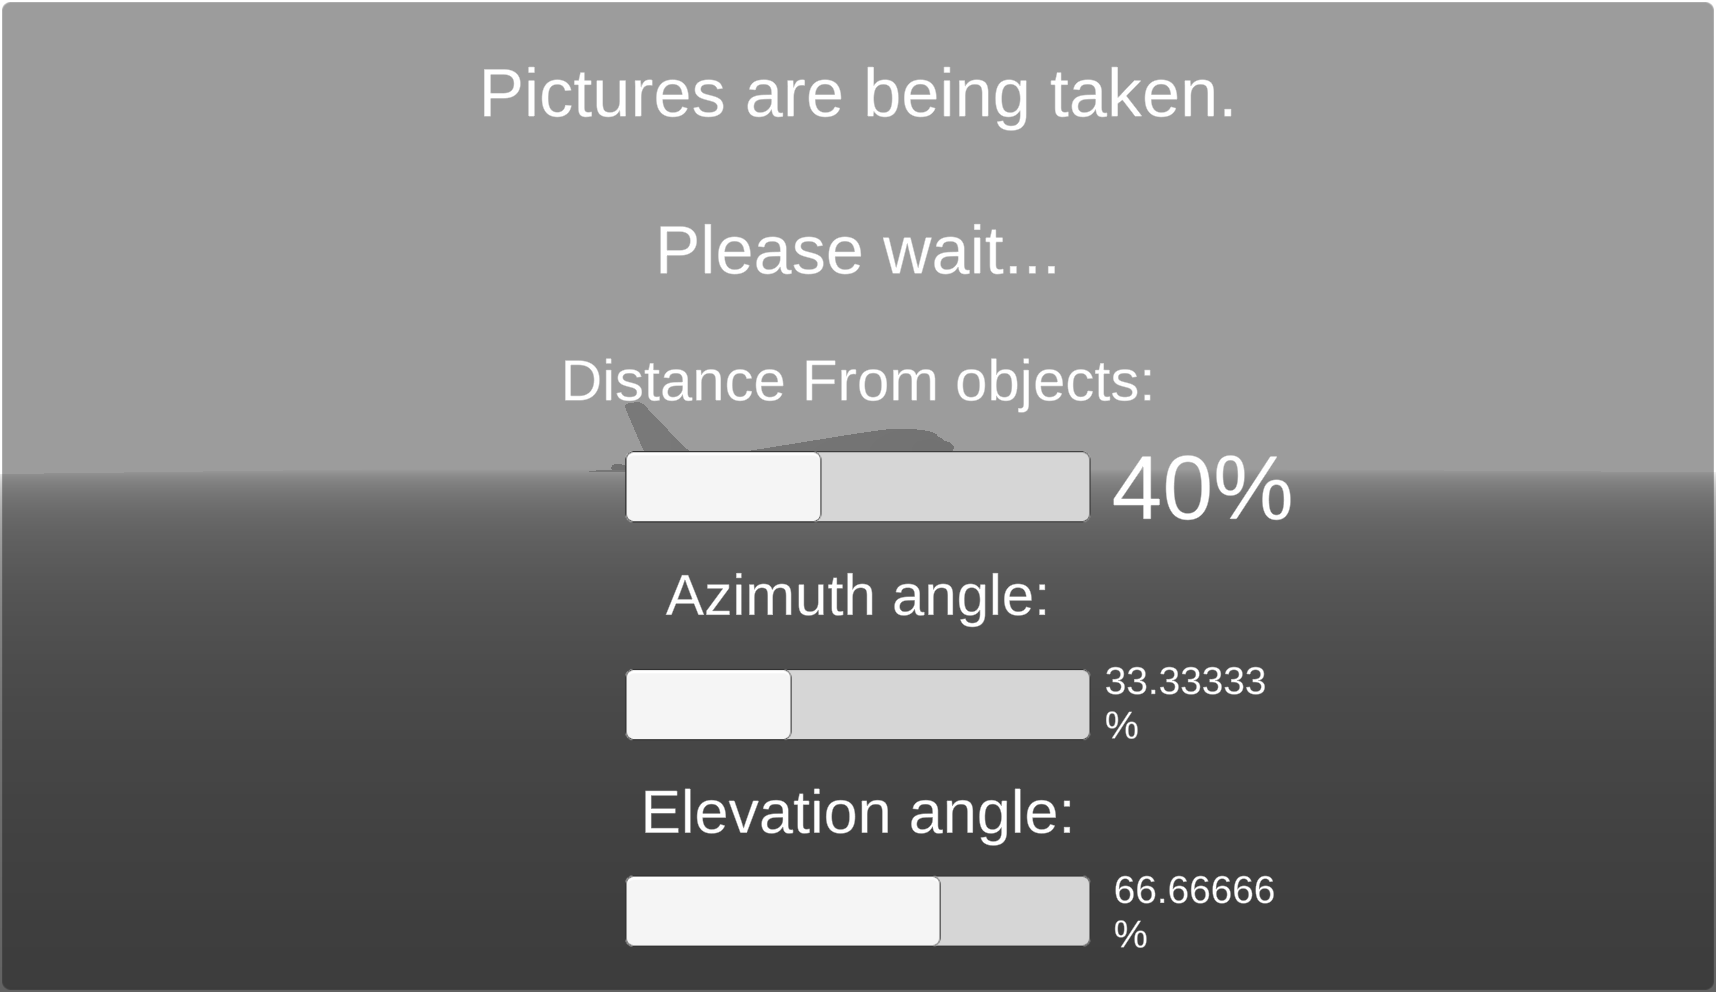 Pictures are being taken.
Please wait...
Distance From objects:
40%
Azimuth angle:
33.33333
%
Elevation angle:
66.66666
%